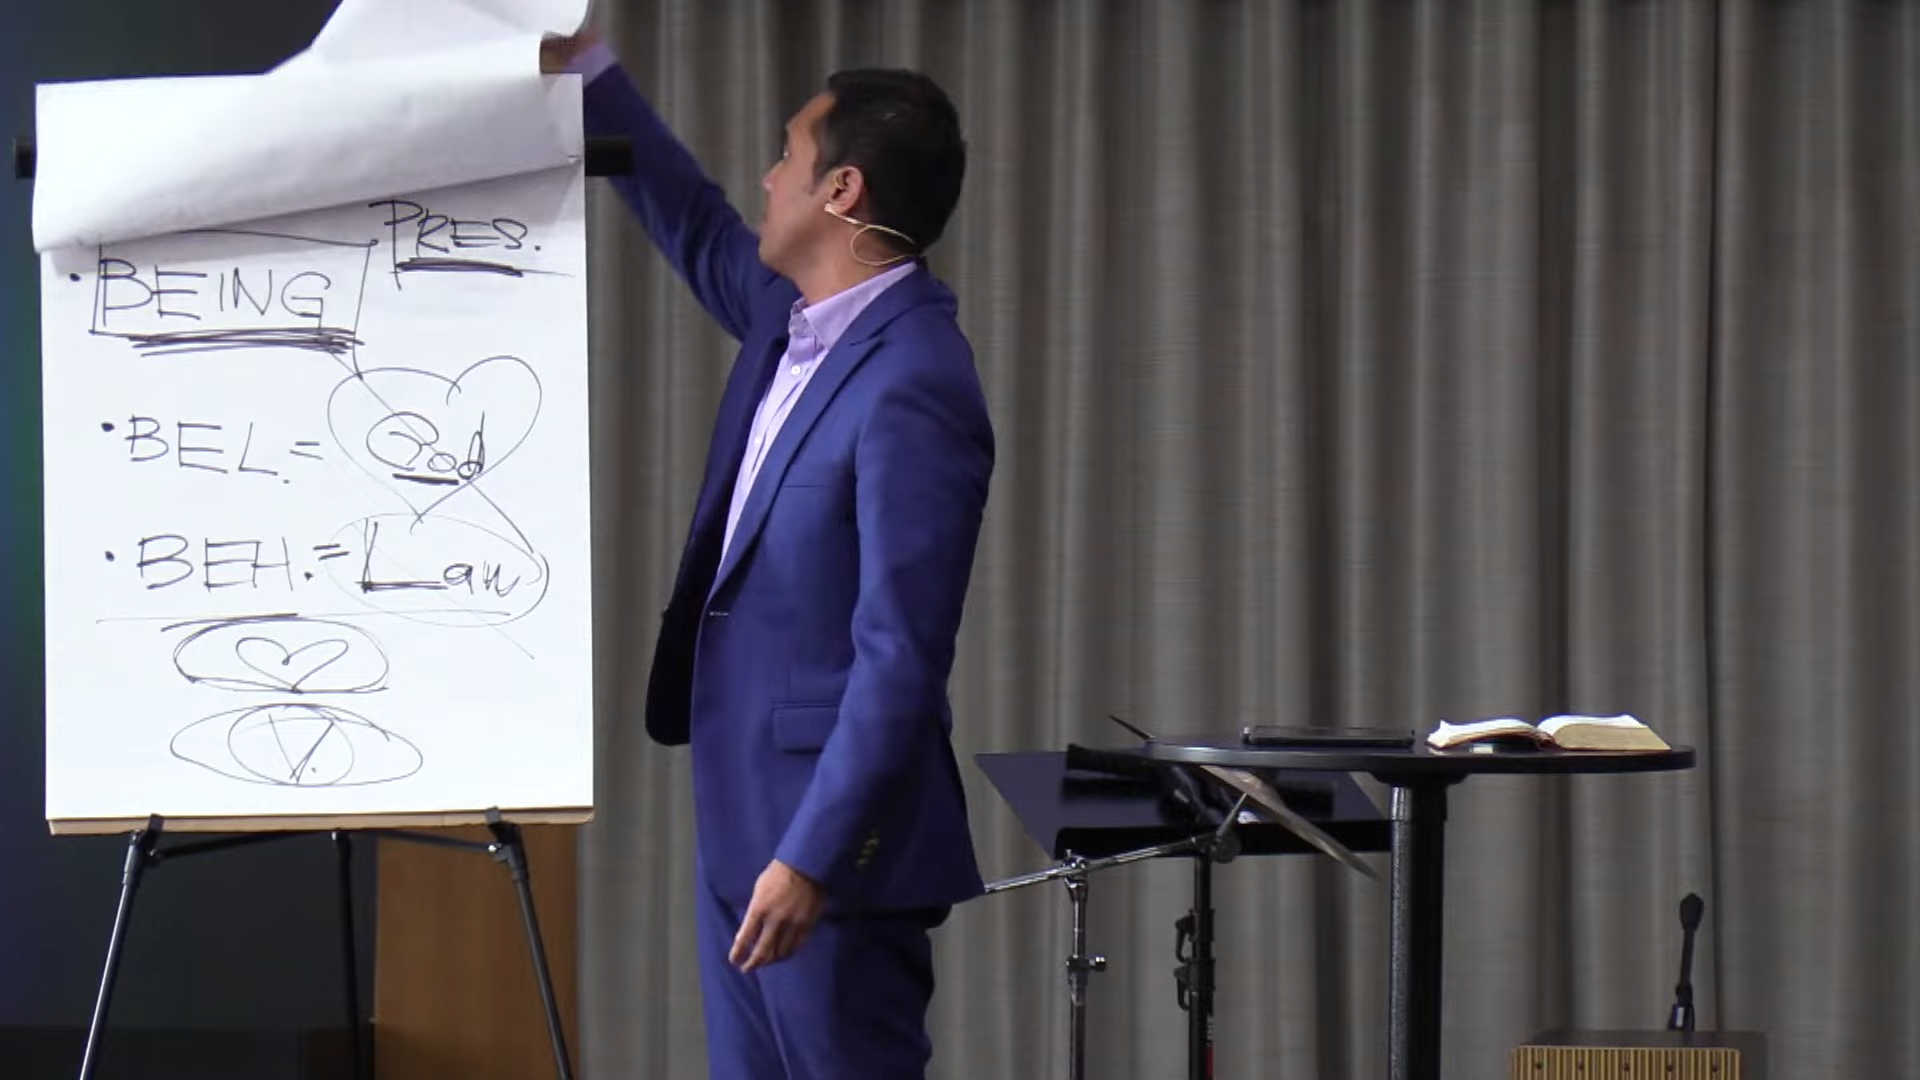 PRES.
• BEING
• BEL. = God
• BEH. = Law
V.